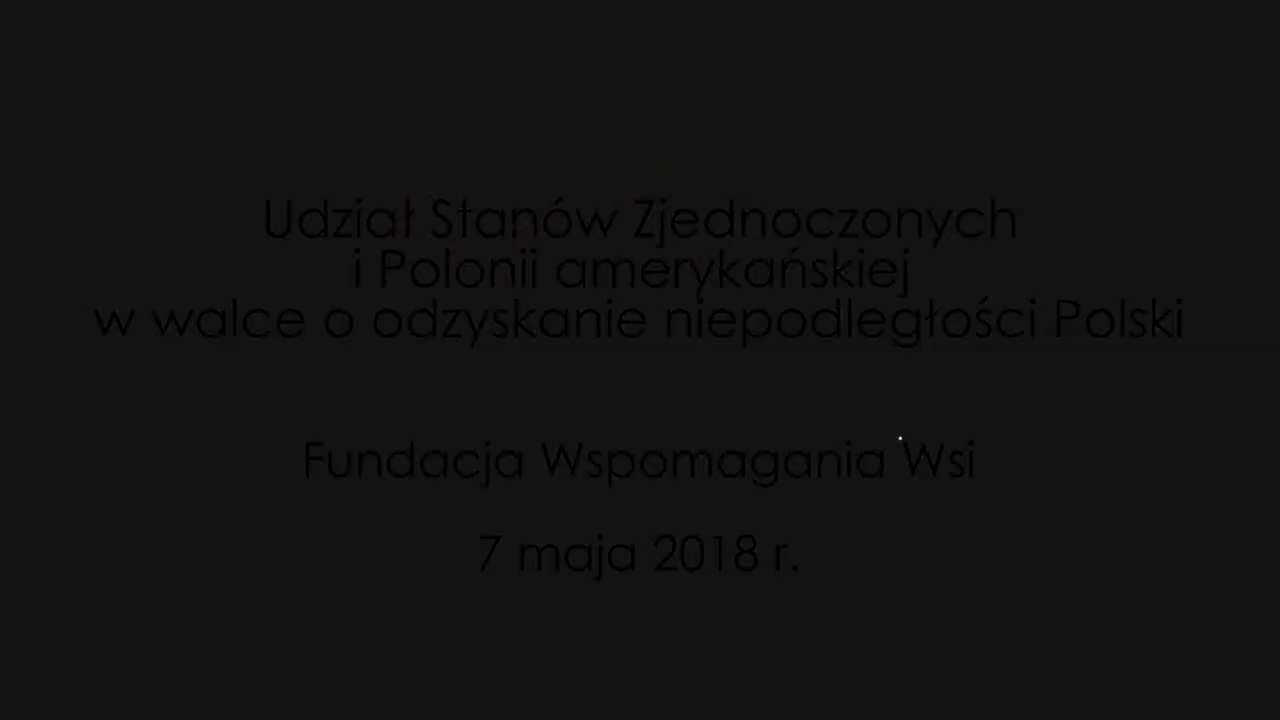 Udział Stanów Zjednoczonych
i Polonii amerykańskiej
w walce o odzyskanie niepodległości Polski
Fundacja Wspomagania Wsi
7 maja 2018 r.